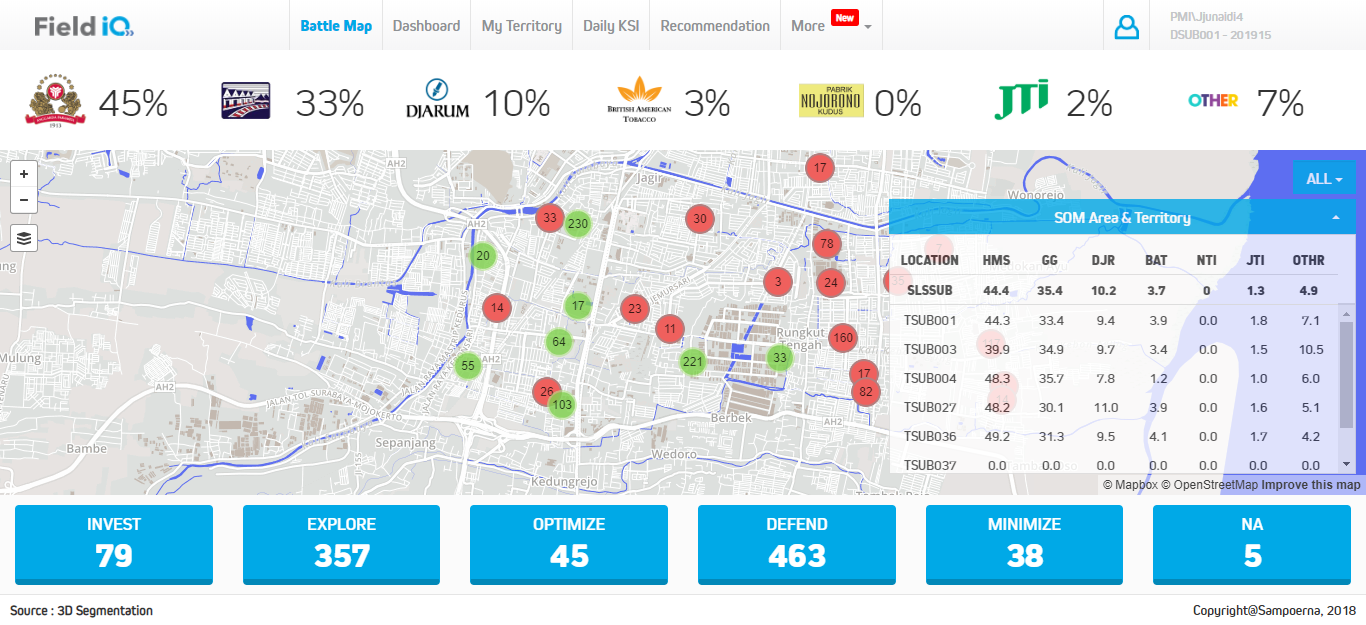 Field iQ
Battle Map
Dashboard
My Territory
Daily KSI
Recommendation
More
New
PMI\Jjunaidi4
DSUB001 - 201915
1913
45%
33%
DJARUM
10%
BRITISH AMERICAN
TOBACCO
3%
PABRIK
NOJORONO
KUDUS
0%
JTi
2%
OTHER
7%
+
−
ALL
AH2
Jagir
Wonorejo
17
33
230
30
AH2
20
78
3
24
14
17
23
11
64
160
Rungkut
Tengah
221
33
55
AH2
17
82
26
103
AH2
JALAN TOL SURABAYA-MOJOKERTO
Mulung
Bambe
Sepanjang
Berbek
AH2
Wedoro
Kedungrejo
SOM Area & Territory
LOCATION HMS GG DJR BAT NTI JTI OTHR
SLSSUB 44.4 35.4 10.2 3.7 0 1.3 4.9
TSUB001 44.3 33.4 9.4 3.9 0.0 1.8 7.1
TSUB003 39.9 34.9 9.7 3.4 0.0 1.5 10.5
TSUB004 48.3 35.7 7.8 1.2 0.0 1.0 6.0
TSUB027 48.2 30.1 11.0 3.9 0.0 1.6 5.1
TSUB036 49.2 31.3 9.5 4.1 0.0 1.7 4.2
TSUB037 0.0 0.0 0.0 0.0 0.0 0.0 0.0
© Mapbox © OpenStreetMap Improve this map
INVEST
79
EXPLORE
357
OPTIMIZE
45
DEFEND
463
MINIMIZE
38
NA
5
Source : 3D Segmentation
Copyright@Sampoerna, 2018